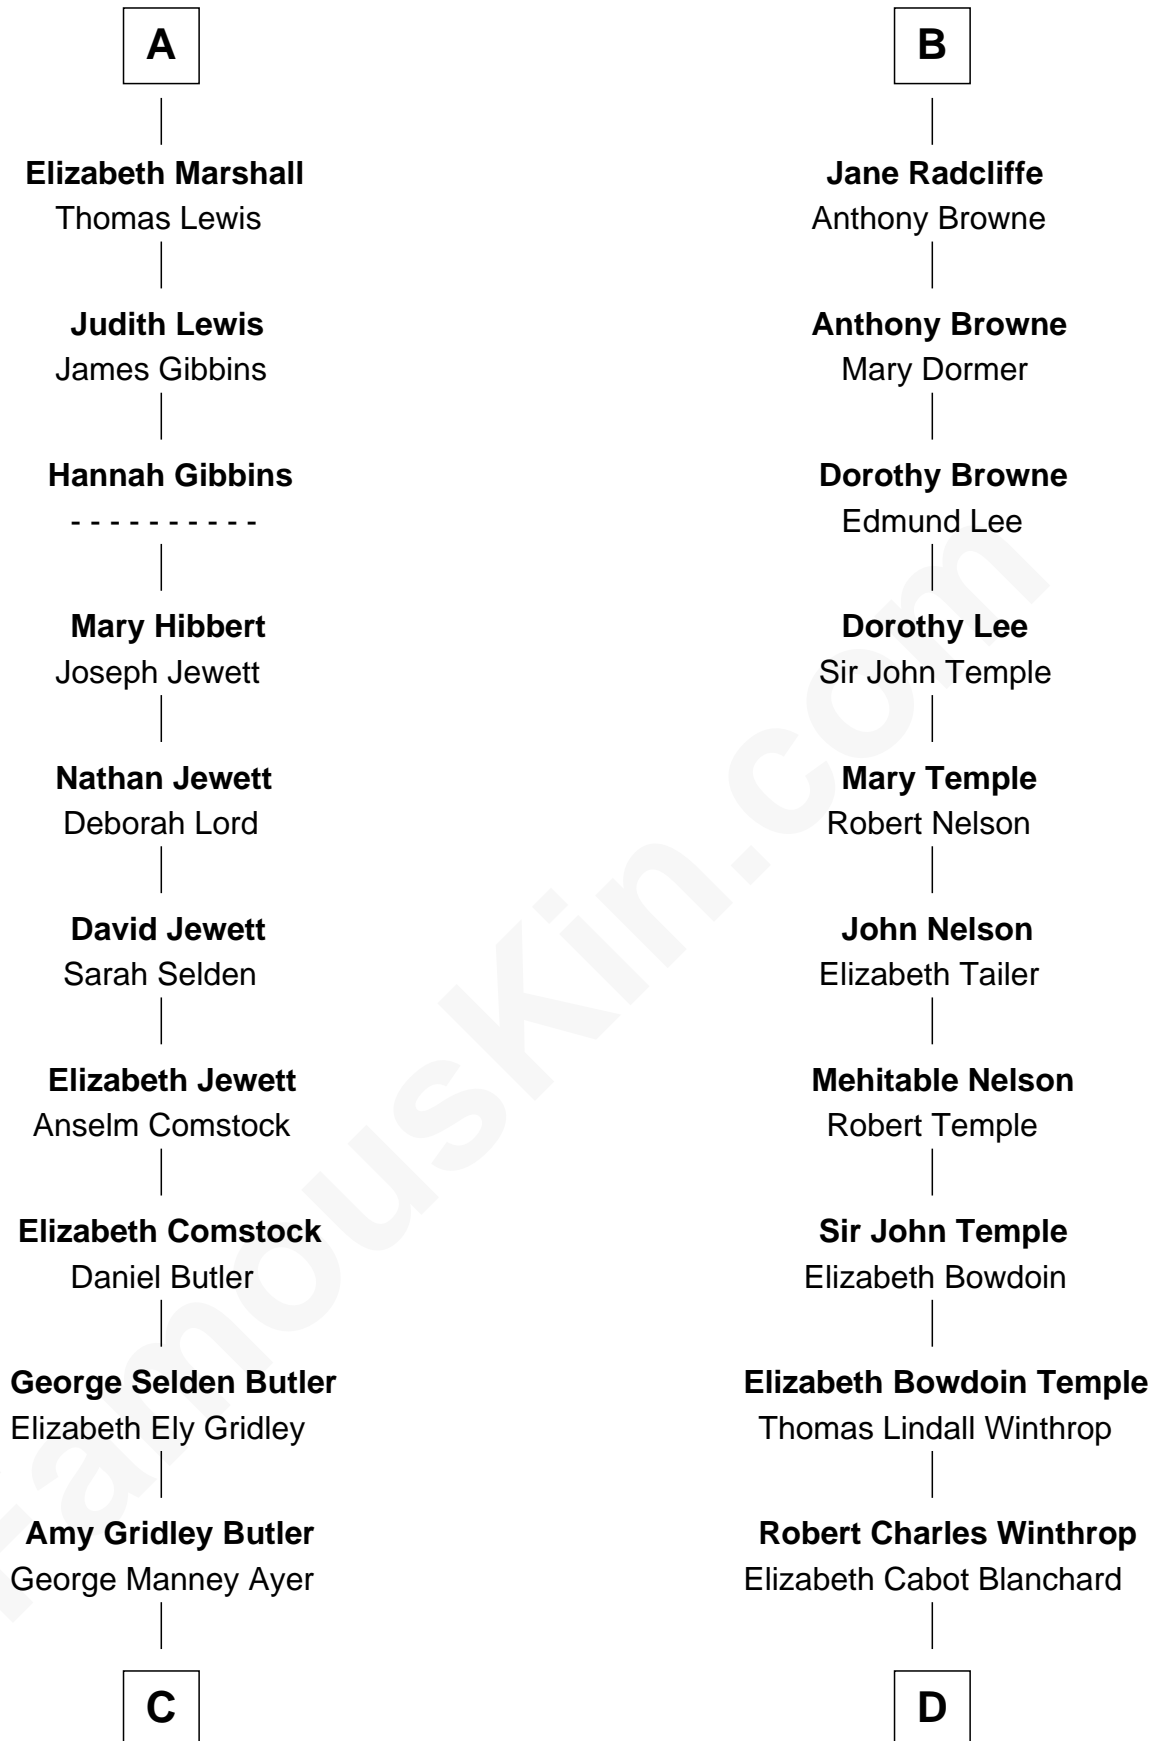 A
Elizabeth Marshall
Thomas Lewis
Judith Lewis
James Gibbins
Hannah Gibbins
- - - - - - - - - -
Mary Hibbert
Joseph Jewett
Nathan Jewett
Deborah Lord
David Jewett
Sarah Selden
Elizabeth Jewett
Anselm Comstock
Elizabeth Comstock
Daniel Butler
George Selden Butler
Elizabeth Ely Gridley
Amy Gridley Butler
George Manney Ayer
C
B
Jane Radcliffe
Anthony Browne
Anthony Browne
Mary Dormer
Dorothy Browne
Edmund Lee
Dorothy Lee
Sir John Temple
Mary Temple
Robert Nelson
John Nelson
Elizabeth Tailer
Mehitable Nelson
Robert Temple
Sir John Temple
Elizabeth Bowdoin
Elizabeth Bowdoin Temple
Thomas Lindall Winthrop
Robert Charles Winthrop
Elizabeth Cabot Blanchard
D
FamousKin.com